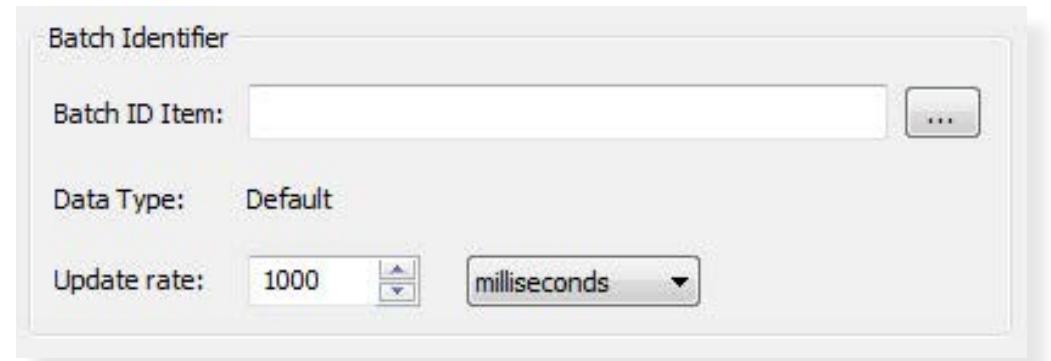 Batch Identifier
Batch ID Item: ...
Data Type: Default
Update rate: 1000 milliseconds